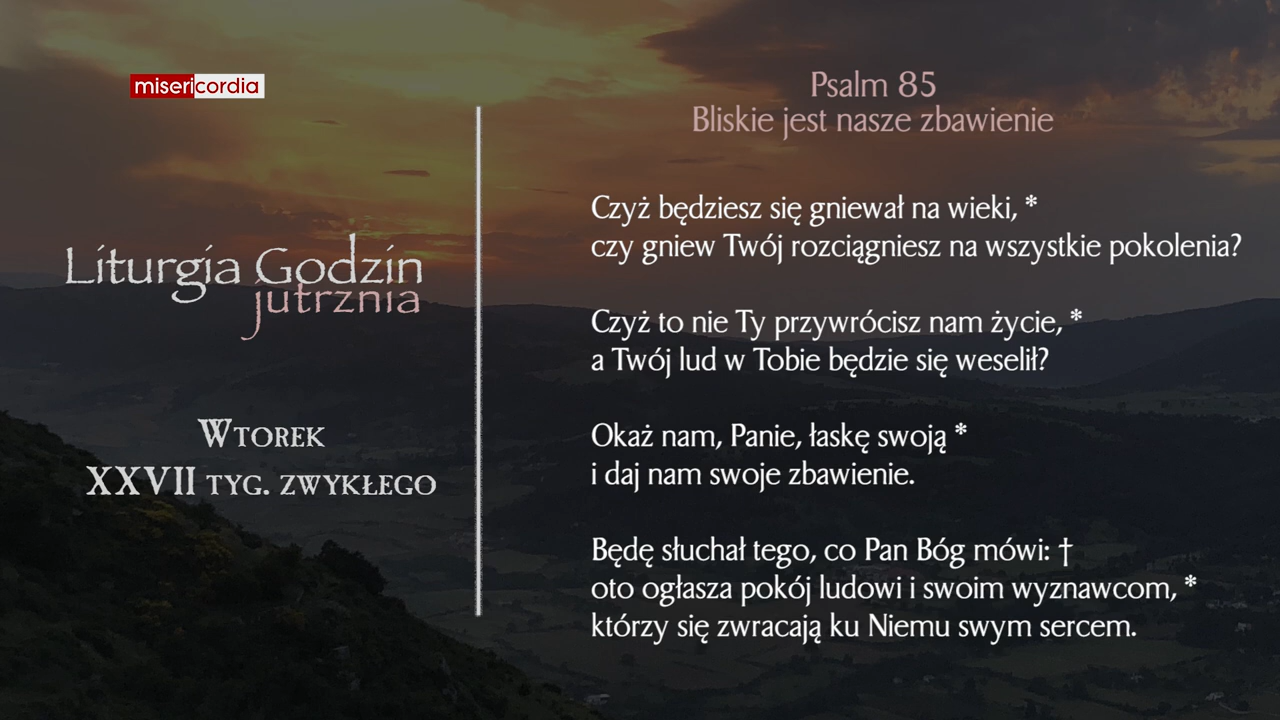 misericordia
Liturgia Godzin
jutrznia
Wtorek
XXVII tyg. zwykłego
Psalm 85
Bliskie jest nasze zbawienie
Czyż będziesz się gniewał na wieki, *
czy gniew Twój rozciągniesz na wszystkie pokolenia?
Czyż to nie Ty przywrócisz nam życie, *
a Twój lud w Tobie będzie się weselił?
Okaż nam, Panie, łaskę swoją *
i daj nam swoje zbawienie.
Będę słuchał tego, co Pan Bóg mówi: †
oto ogłasza pokój ludowi i swoim wyznawcom, *
którzy się zwracają ku Niemu swym sercem.